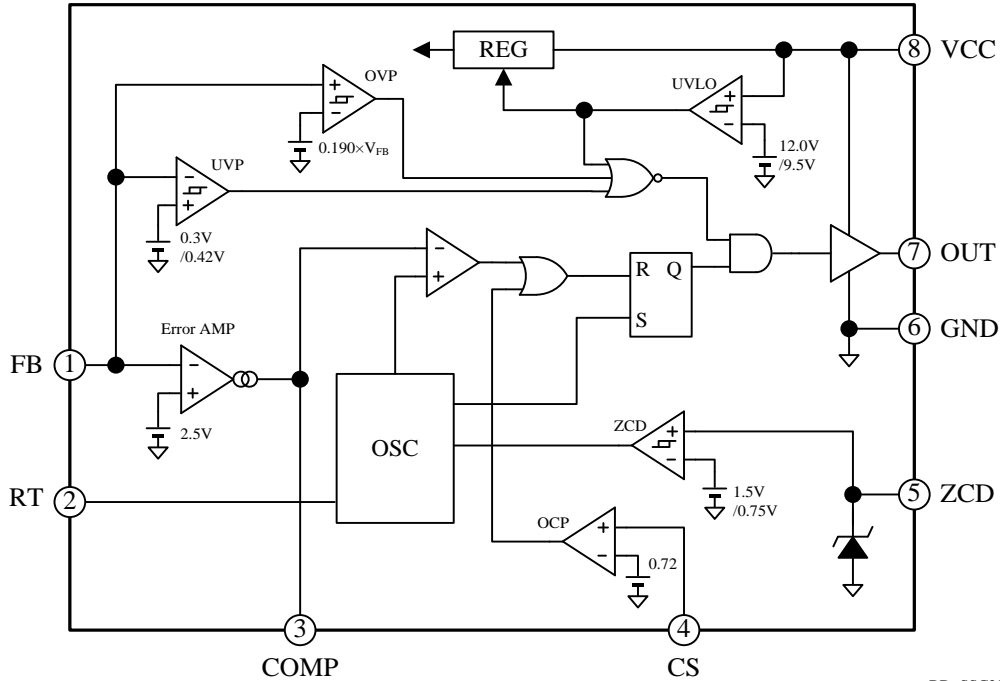 REG
8 VCC
OVP
+
−
0.190×VFB
UVLO
+
−
12.0V
/9.5V
UVP
−
+
0.3V
/0.42V
−
+
R Q
S
7 OUT
6 GND
Error AMP
FB 1
−
+
2.5V
OSC
ZCD
+
−
1.5V
/0.75V
5 ZCD
RT 2
OCP
+
−
0.72
3
COMP
4
CS